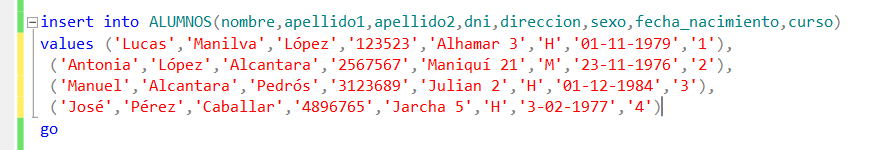 insert into ALUMNOS(nombre,apellido1,apellido2,dni,direccion,sexo,fecha_nacimiento,curso)
values ('Lucas','Manilva','López','123523','Alhamar 3','H','01-11-1979','1'),
('Antonia','López','Alcantara','2567567','Maniquí 21','M','23-11-1976','2'),
('Manuel','Alcantara','Pedrós','3123689','Julian 2','H','01-12-1984','3'),
('José','Pérez','Caballar','4896765','Jarcha 5','H','3-02-1977','4')
go